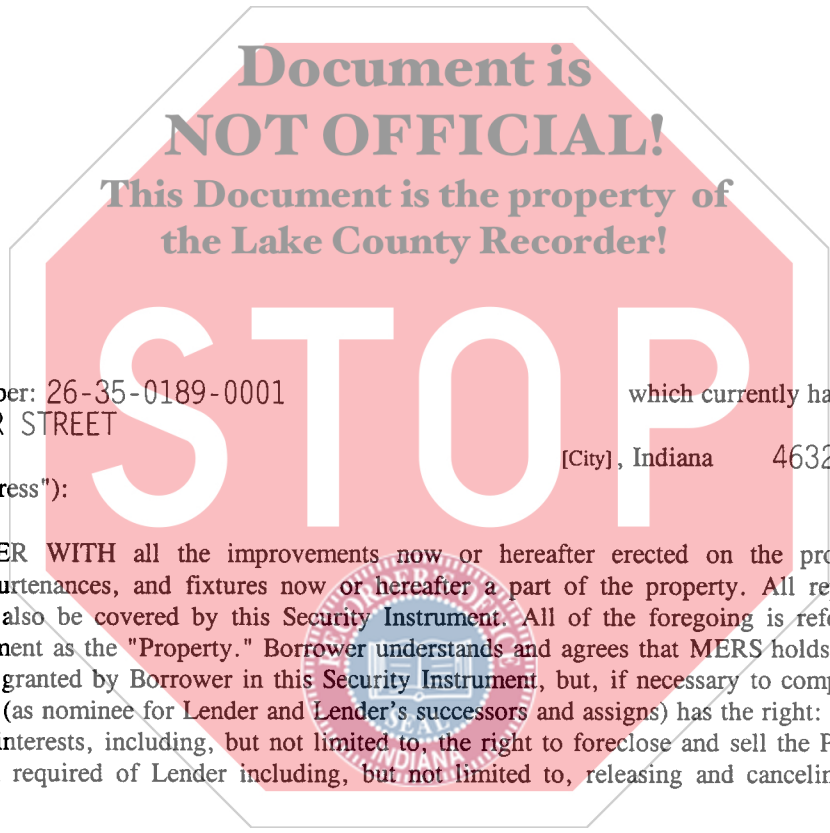 Document is
NOT OFFICIAL!
This Document is the property of
the Lake County Recorder!
STOP
ber: 26-35-0189-0001 which currently ha
R STREET
[City], Indiana 4632
ress"):
ER WITH all the improvements now or hereafter erected on the pro
urtenances, and fixtures now or hereafter a part of the property. All re
also be covered by this Security Instrument. All of the foregoing is refe
ment as the "Property." Borrower understands and agrees that MERS holds
granted by Borrower in this Security Instrument, but, if necessary to comp
(as nominee for Lender and Lender's successors and assigns) has the right:
interests, including, but not limited to, the right to foreclose and sell the P
required of Lender including, but not limited to, releasing and cancelin
RECORDER'S OFFICE
SEAL
INDIANA